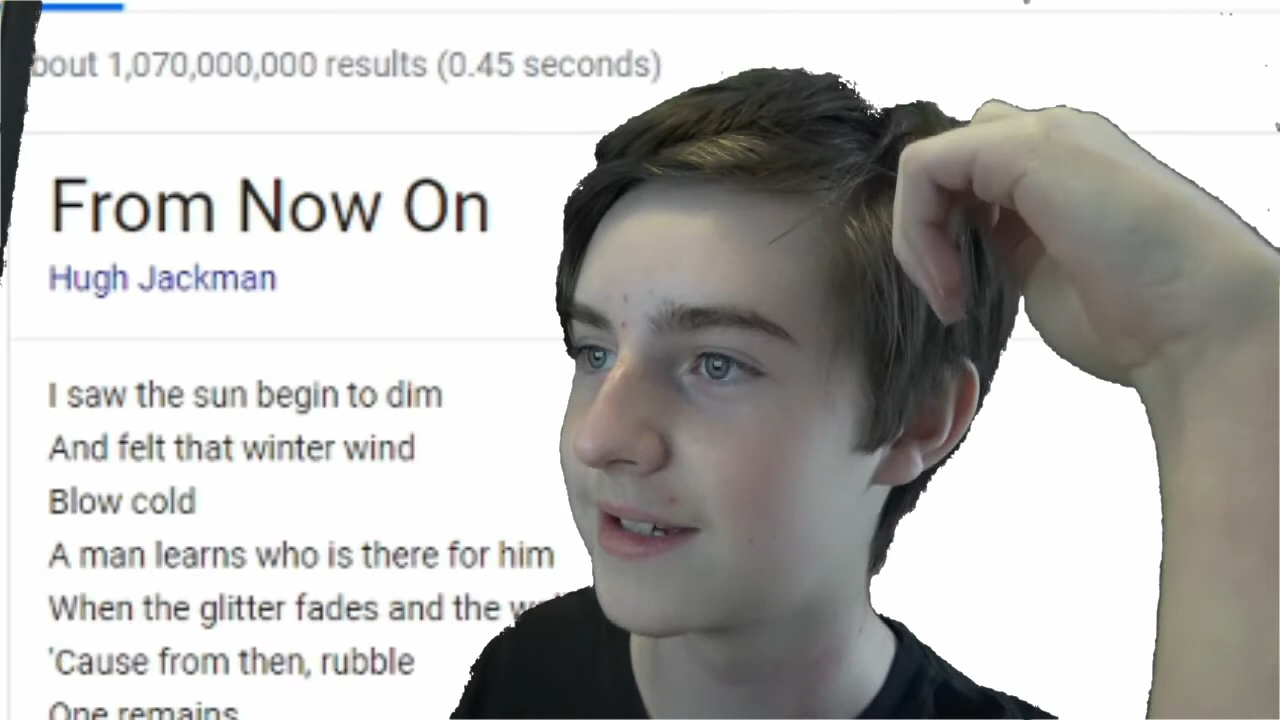 bout 1,070,000,000 results (0.45 seconds)
From Now On
Hugh Jackman
I saw the sun begin to dim
And felt that winter wind
Blow cold
A man learns who is there for him
When the glitter fades and the
'Cause from then, rubble
One remains